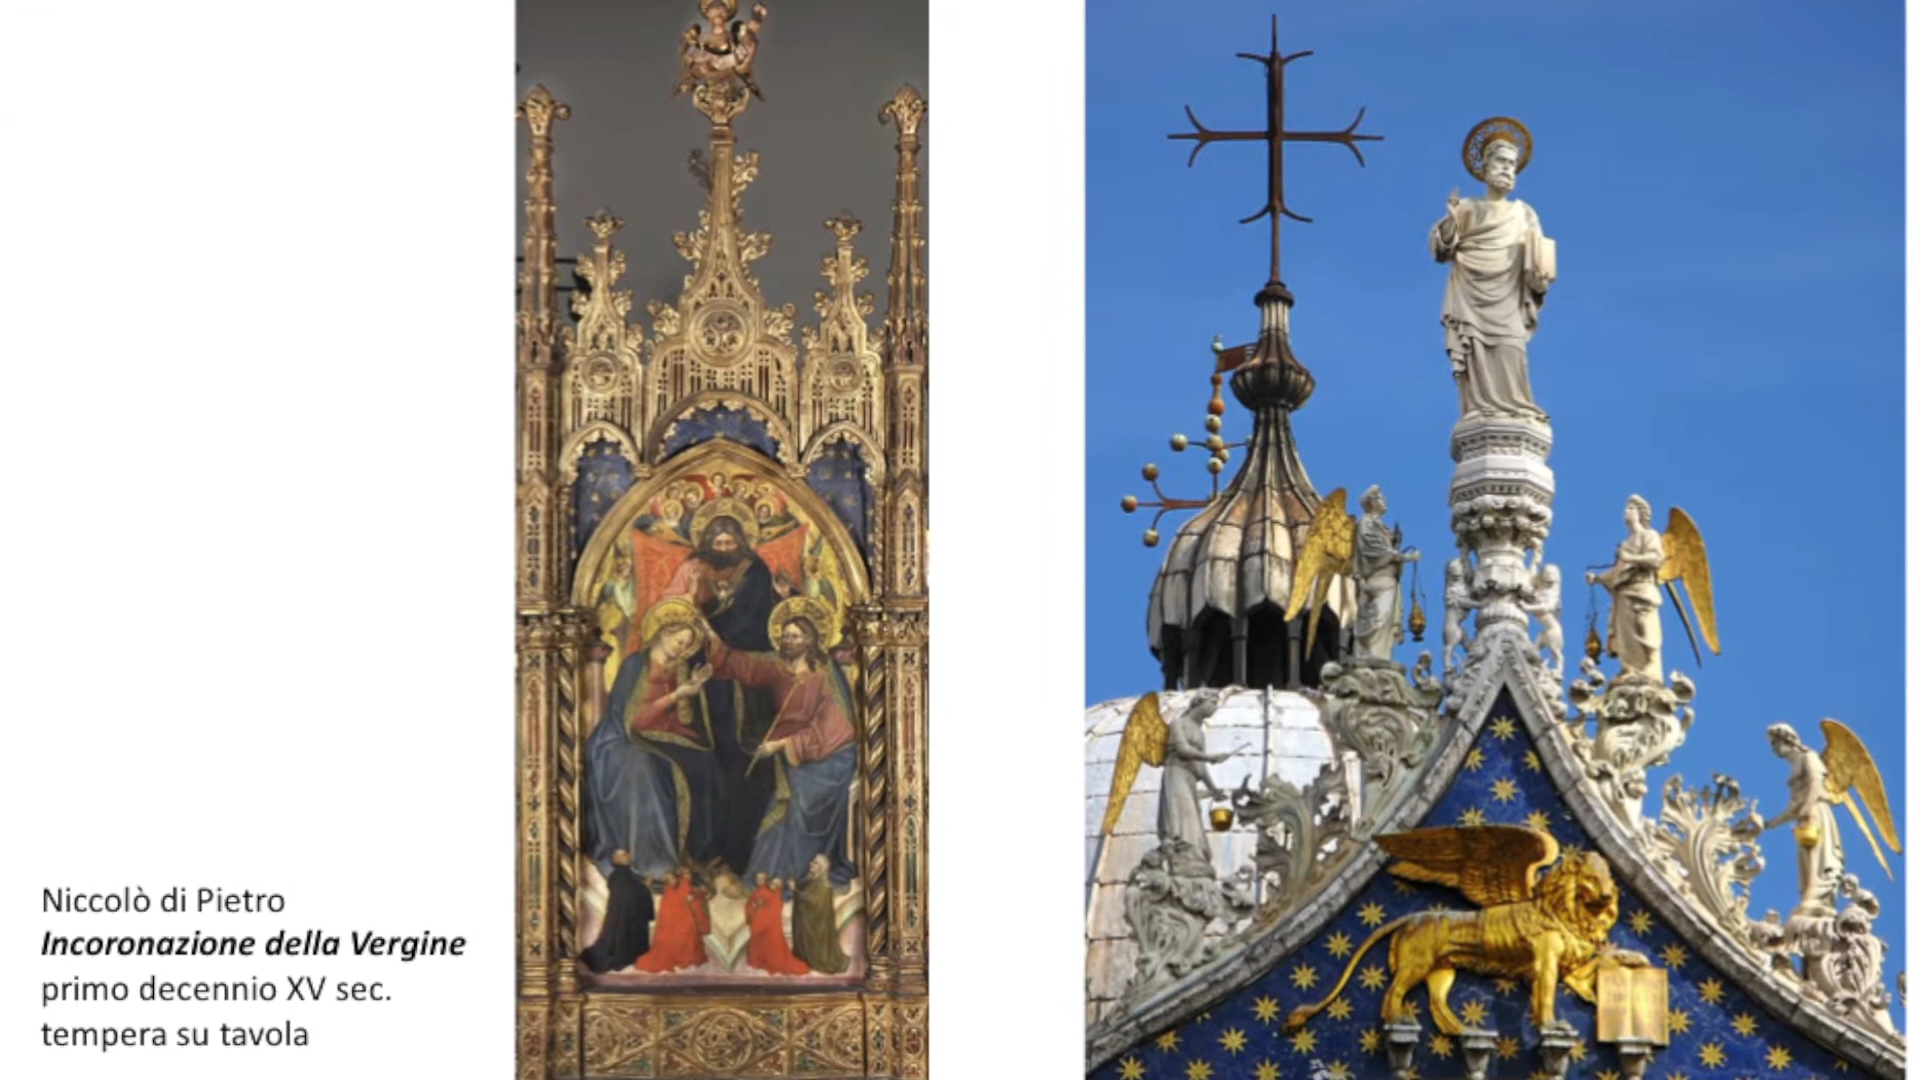 Niccolò di Pietro
Incoronazione della Vergine
primo decennio XV sec.
tempera su tavola